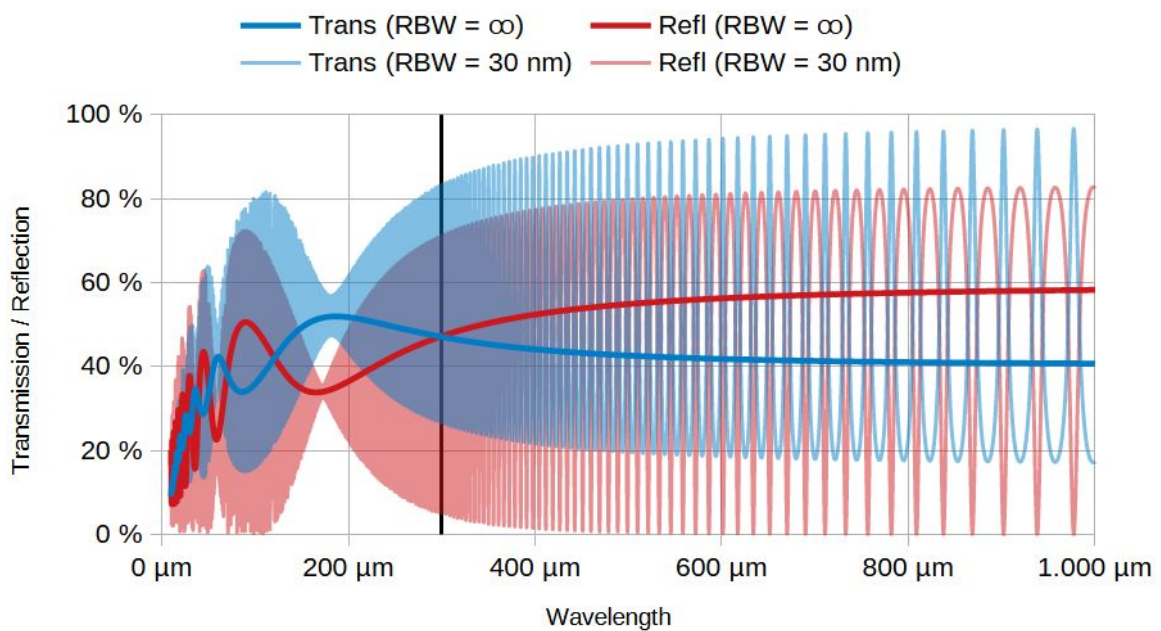 Trans (RBW = ∞) Refl (RBW = ∞)
Trans (RBW = 30 nm) Refl (RBW = 30 nm)
100 %
80 %
60 %
40 %
20 %
0 %
Transmission / Reflection
0 µm 200 µm 400 µm 600 µm 800 µm 1.000 µm
Wavelength